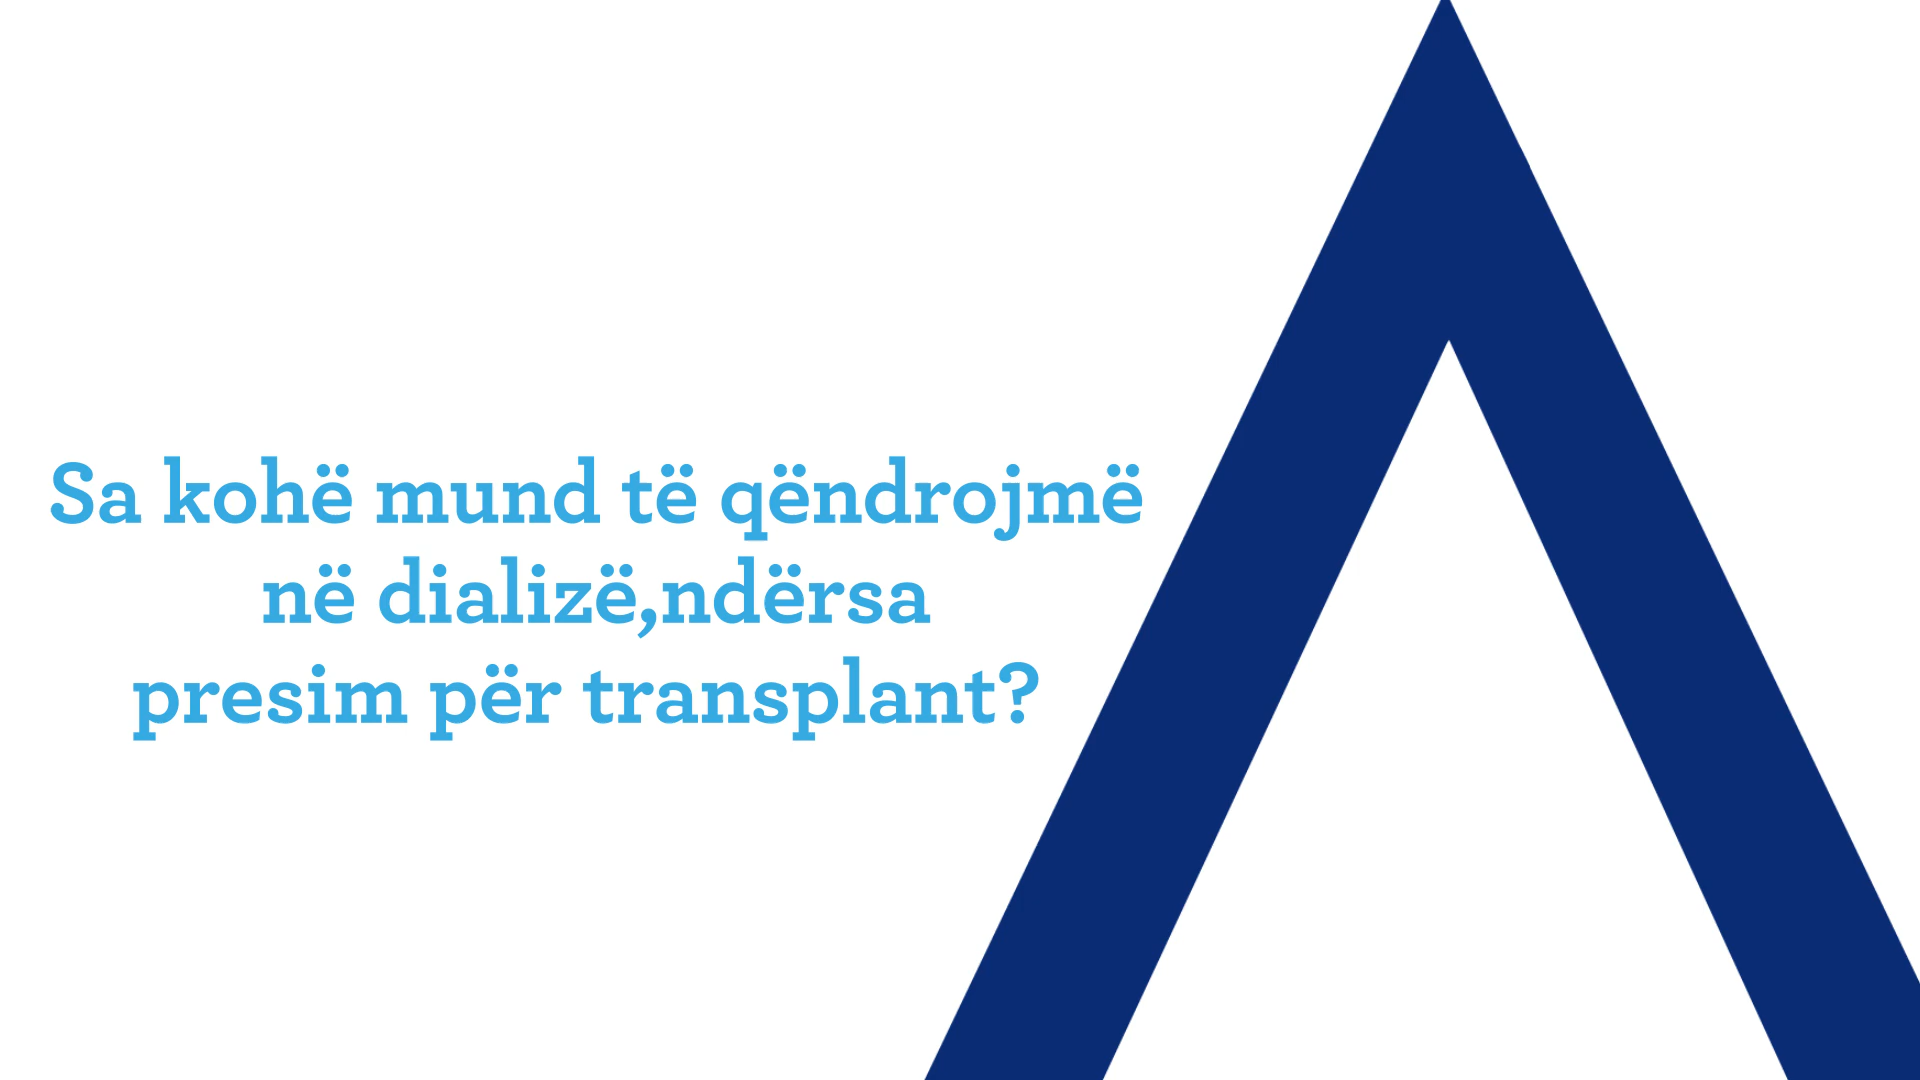 Sa kohë mund të qëndrojmë
në dializë,ndërsa
presim për transplant?